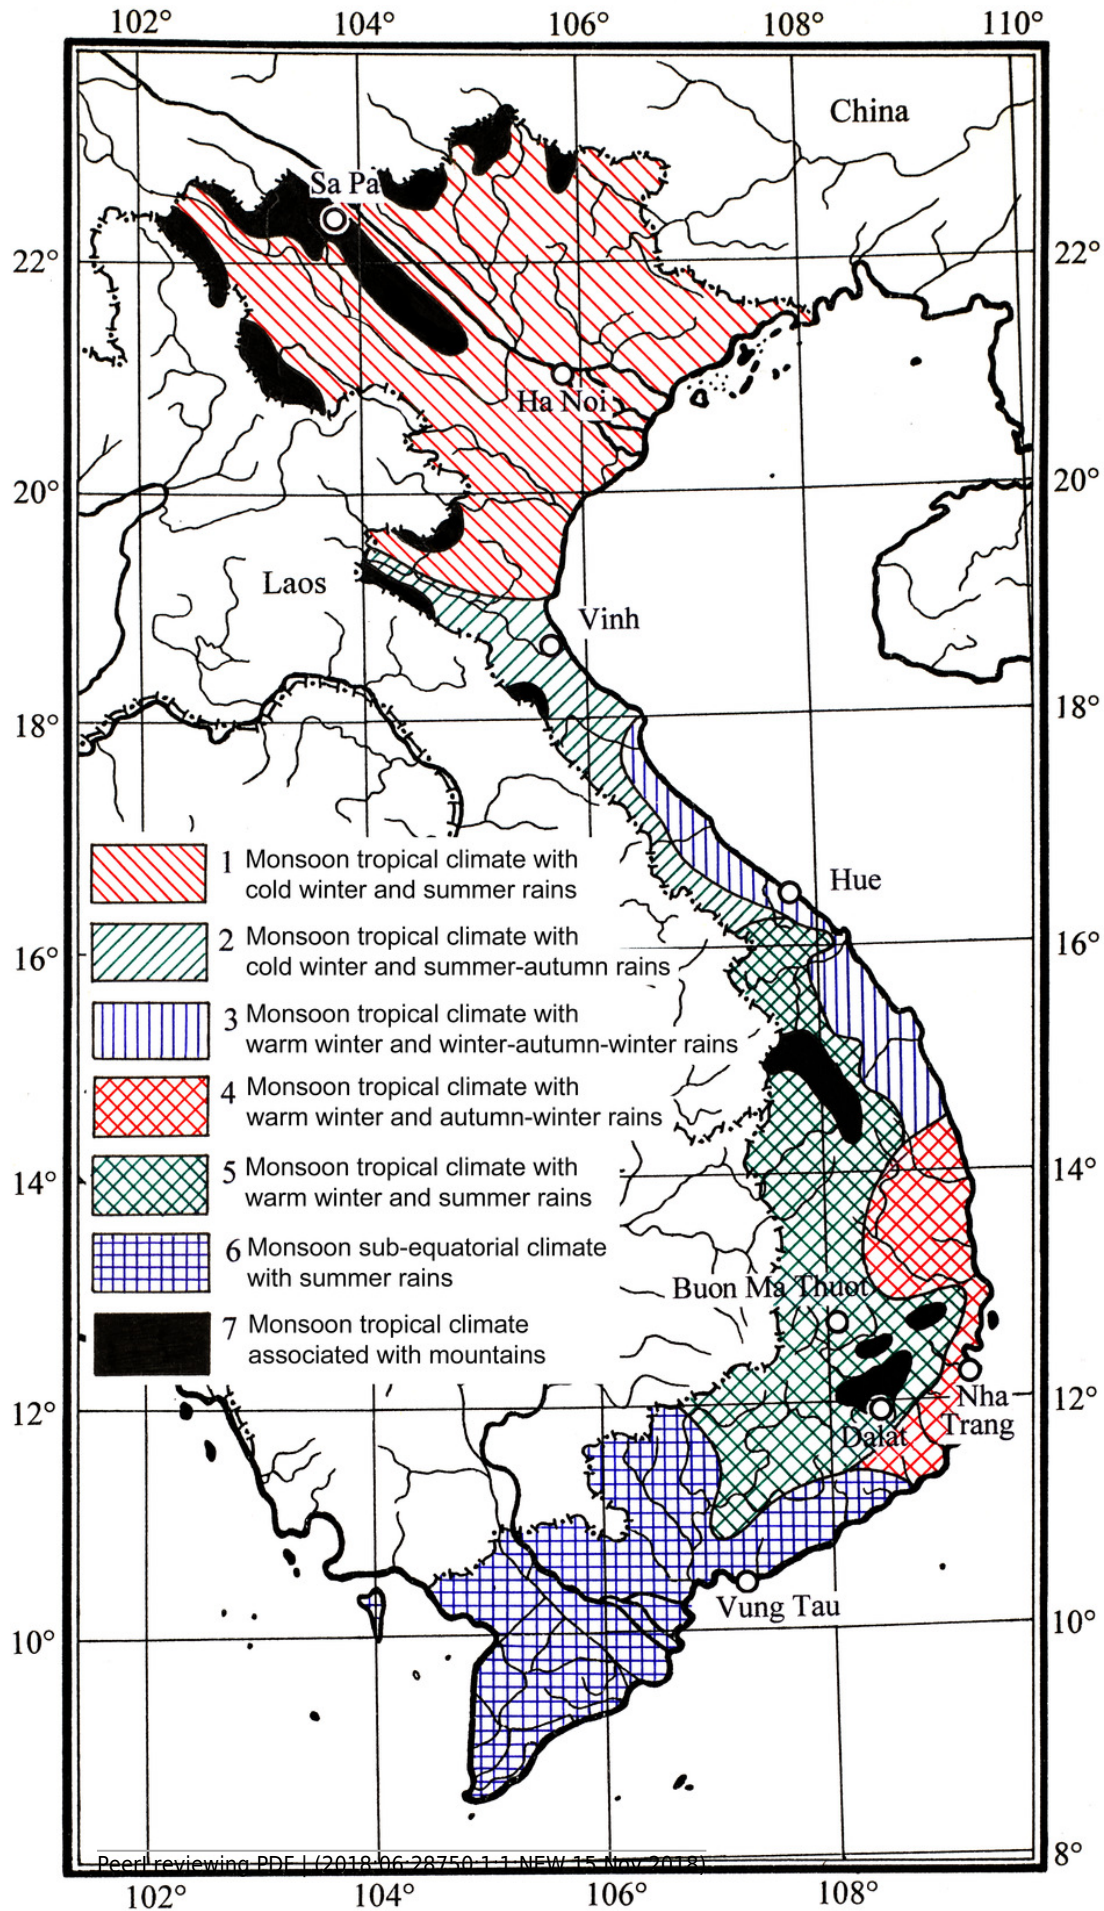 102° 104° 106° 108° 110°
China
Sa Pa
22° 22°
Ha Noi
20° 20°
Laos
Vinh
18° 18°
1 Monsoon tropical climate with
cold winter and summer rains
Hue
2 Monsoon tropical climate with
cold winter and summer-autumn rains
16° 16°
3 Monsoon tropical climate with
warm winter and winter-autumn-winter rains
4 Monsoon tropical climate with
warm winter and autumn-winter rains
5 Monsoon tropical climate with
warm winter and summer rains
14° 14°
6 Monsoon sub-equatorial climate
with summer rains
Buon Ma Thuot
7 Monsoon tropical climate
associated with mountains
12° 12°
Nha
Trang
Dalat
Vung Tau
10° 10°
8°
PeerJ reviewing PDF | (2018:06:28750:1:1:NEW 15 Nov 2018)
102° 104° 106° 108°